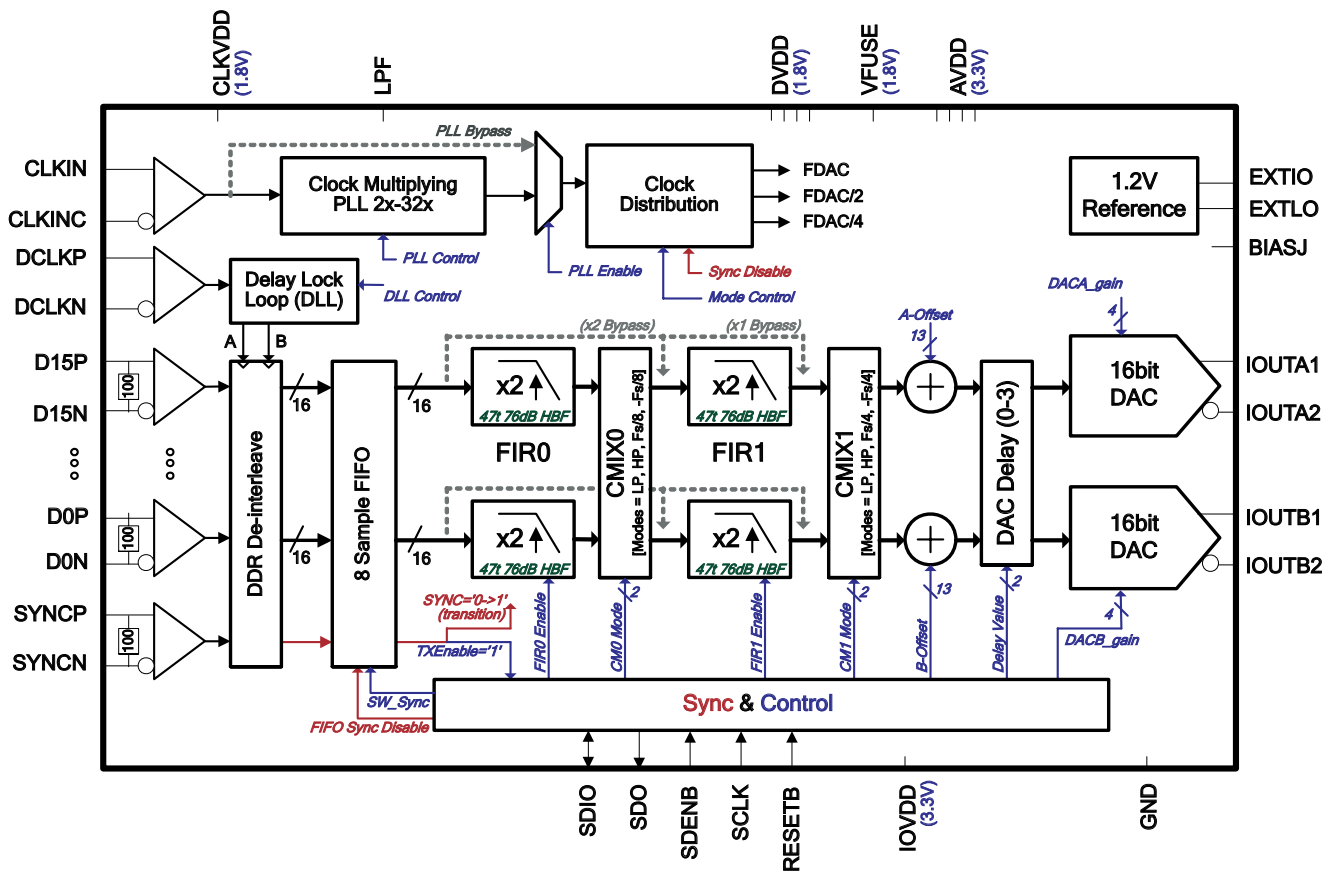 CLKVDD
(1.8V)
LPF
DVDD
(1.8V)
VFUSE
(1.8V)
AVDD
(3.3V)
CLKIN
CLKINC
PLL Bypass
Clock Multiplying
PLL 2x-32x
Clock
Distribution
FDAC
FDAC/2
FDAC/4
1.2V
Reference
EXTIO
EXTLO
BIASJ
PLL Control
PLL Enable
Sync Disable
Mode Control
DCLKP
DCLKN
Delay Lock
Loop (DLL)
DLL Control
A
B
DACA_gain
4
A-Offset
13
(x2 Bypass)
(x1 Bypass)
D15P
100
D15N
DDR De-interleave
16
8 Sample FIFO
16
x2
47t 76dB HBF
FIR0
CMIX0
[Modes = LP, HP, Fs/8, -Fs/8]
x2
47t 76dB HBF
FIR1
CMIX1
[Modes = LP, HP, Fs/4, -Fs/4]
DAC Delay (0-3)
16bit
DAC
IOUTA1
IOUTA2
D0P
100
D0N
16
16
x2
47t 76dB HBF
x2
47t 76dB HBF
16bit
DAC
IOUTB1
IOUTB2
SYNCP
100
SYNCN
SYNC='0->1'
(transition)
TXEnable='1'
FIR0 Enable
CM0 Mode
2
FIR1 Enable
CM1 Mode
2
B-Offset
13
Delay Value
2
4
DACB_gain
SW_Sync
FIFO Sync Disable
Sync & Control
SDIO
SDO
SDENB
SCLK
RESETB
IOVDD
(3.3V)
GND